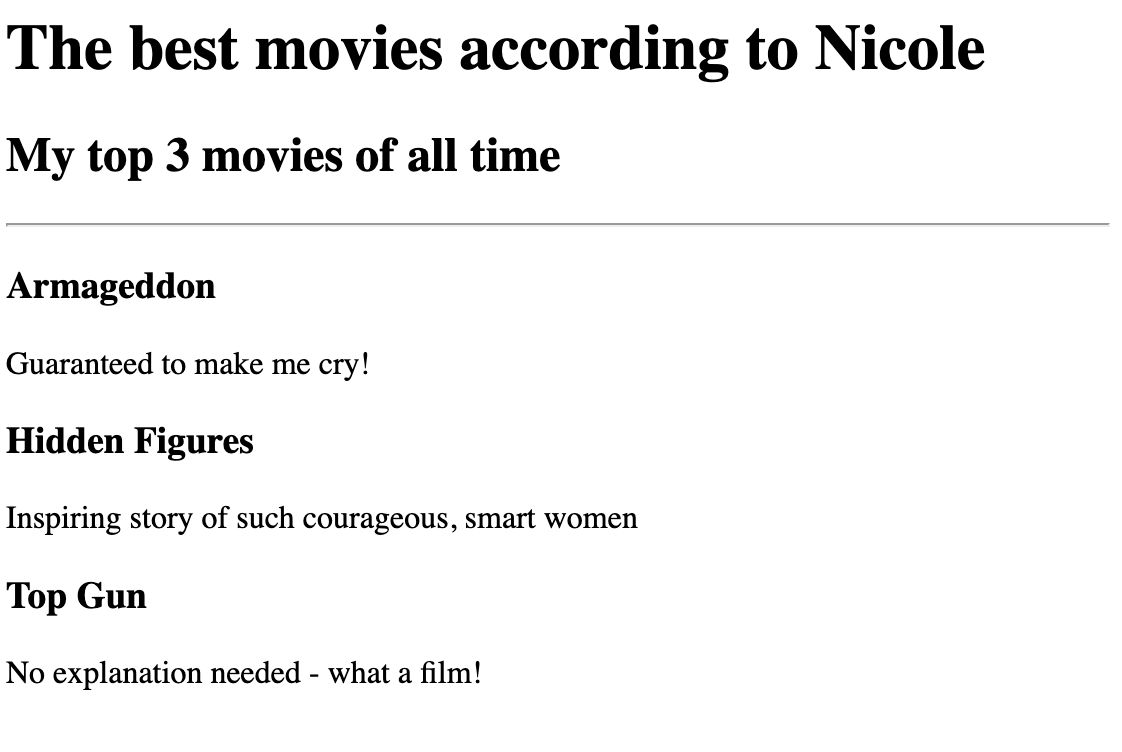 The best movies according to Nicole
My top 3 movies of all time
Armageddon
Guaranteed to make me cry!
Hidden Figures
Inspiring story of such courageous, smart women
Top Gun
No explanation needed - what a film!